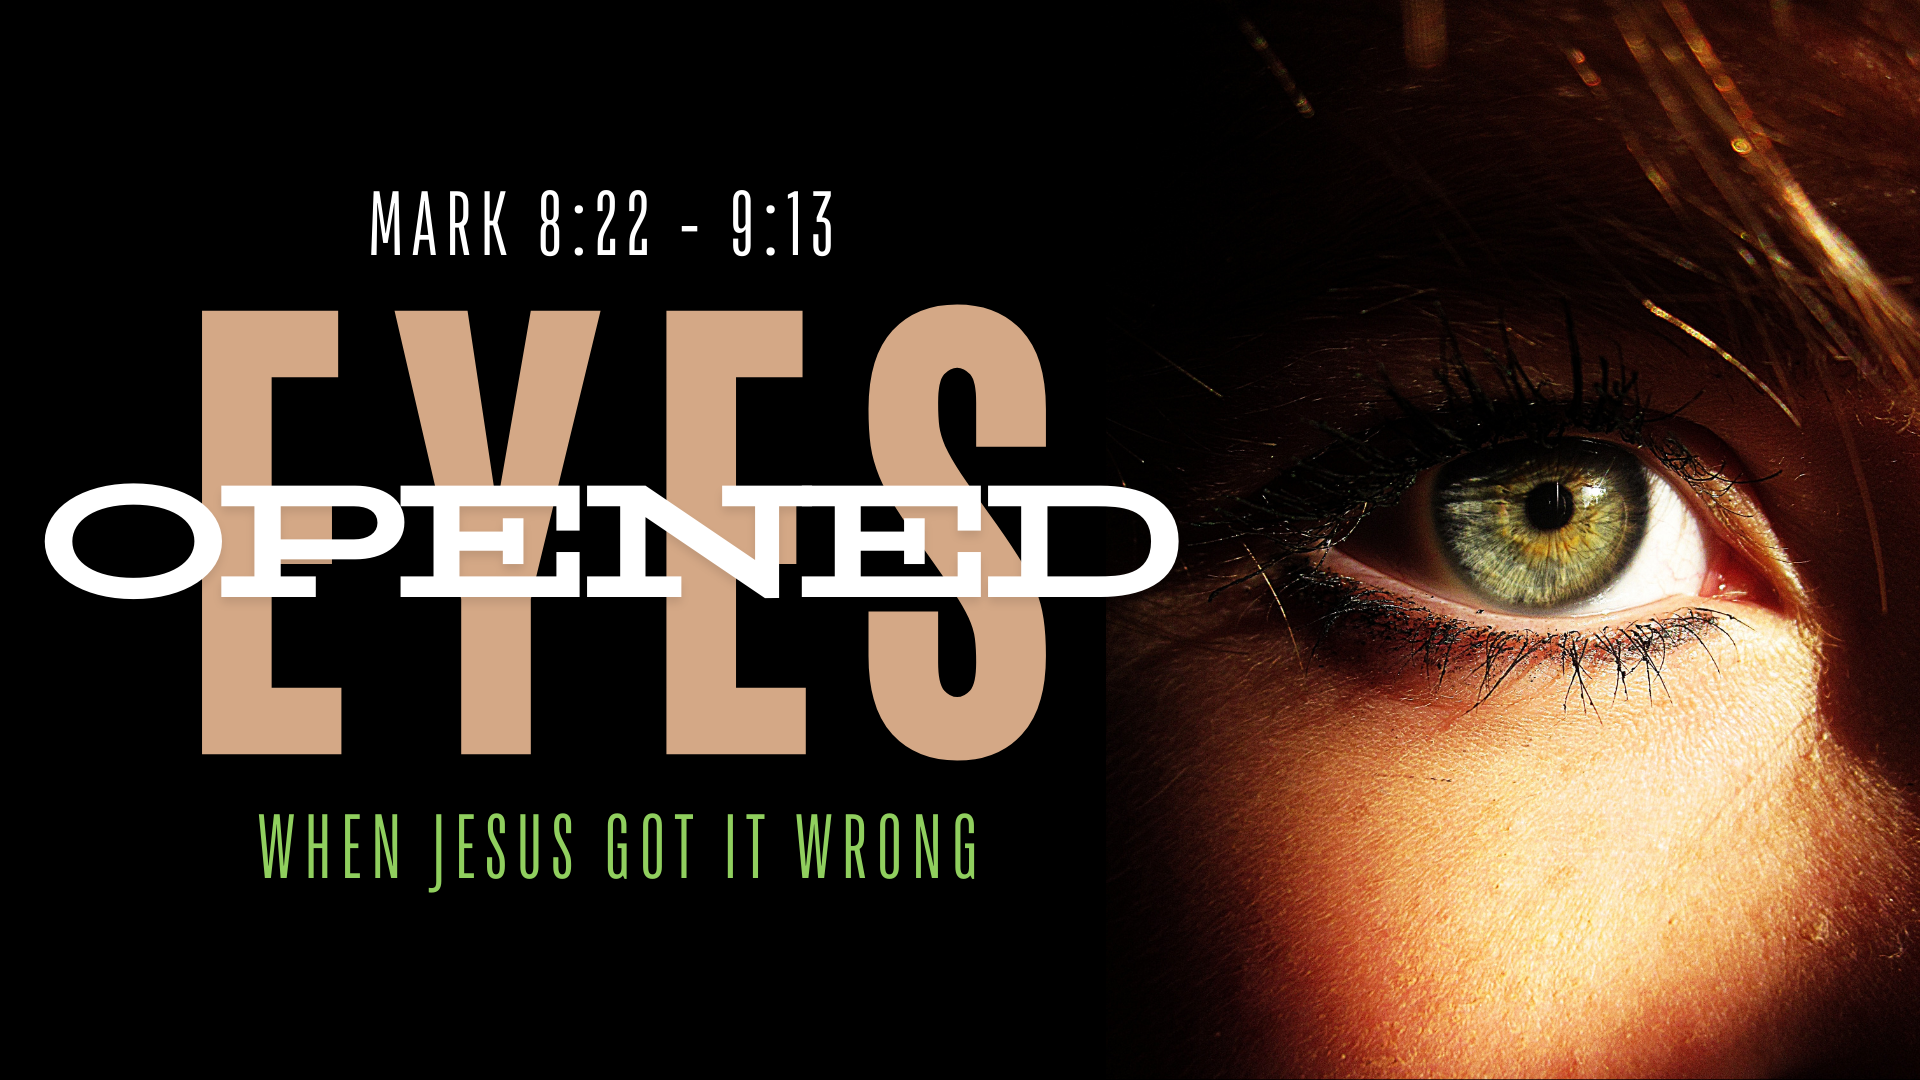 MARK 8:22 - 9:13
EYES
OPENED
WHEN JESUS GOT IT WRONG